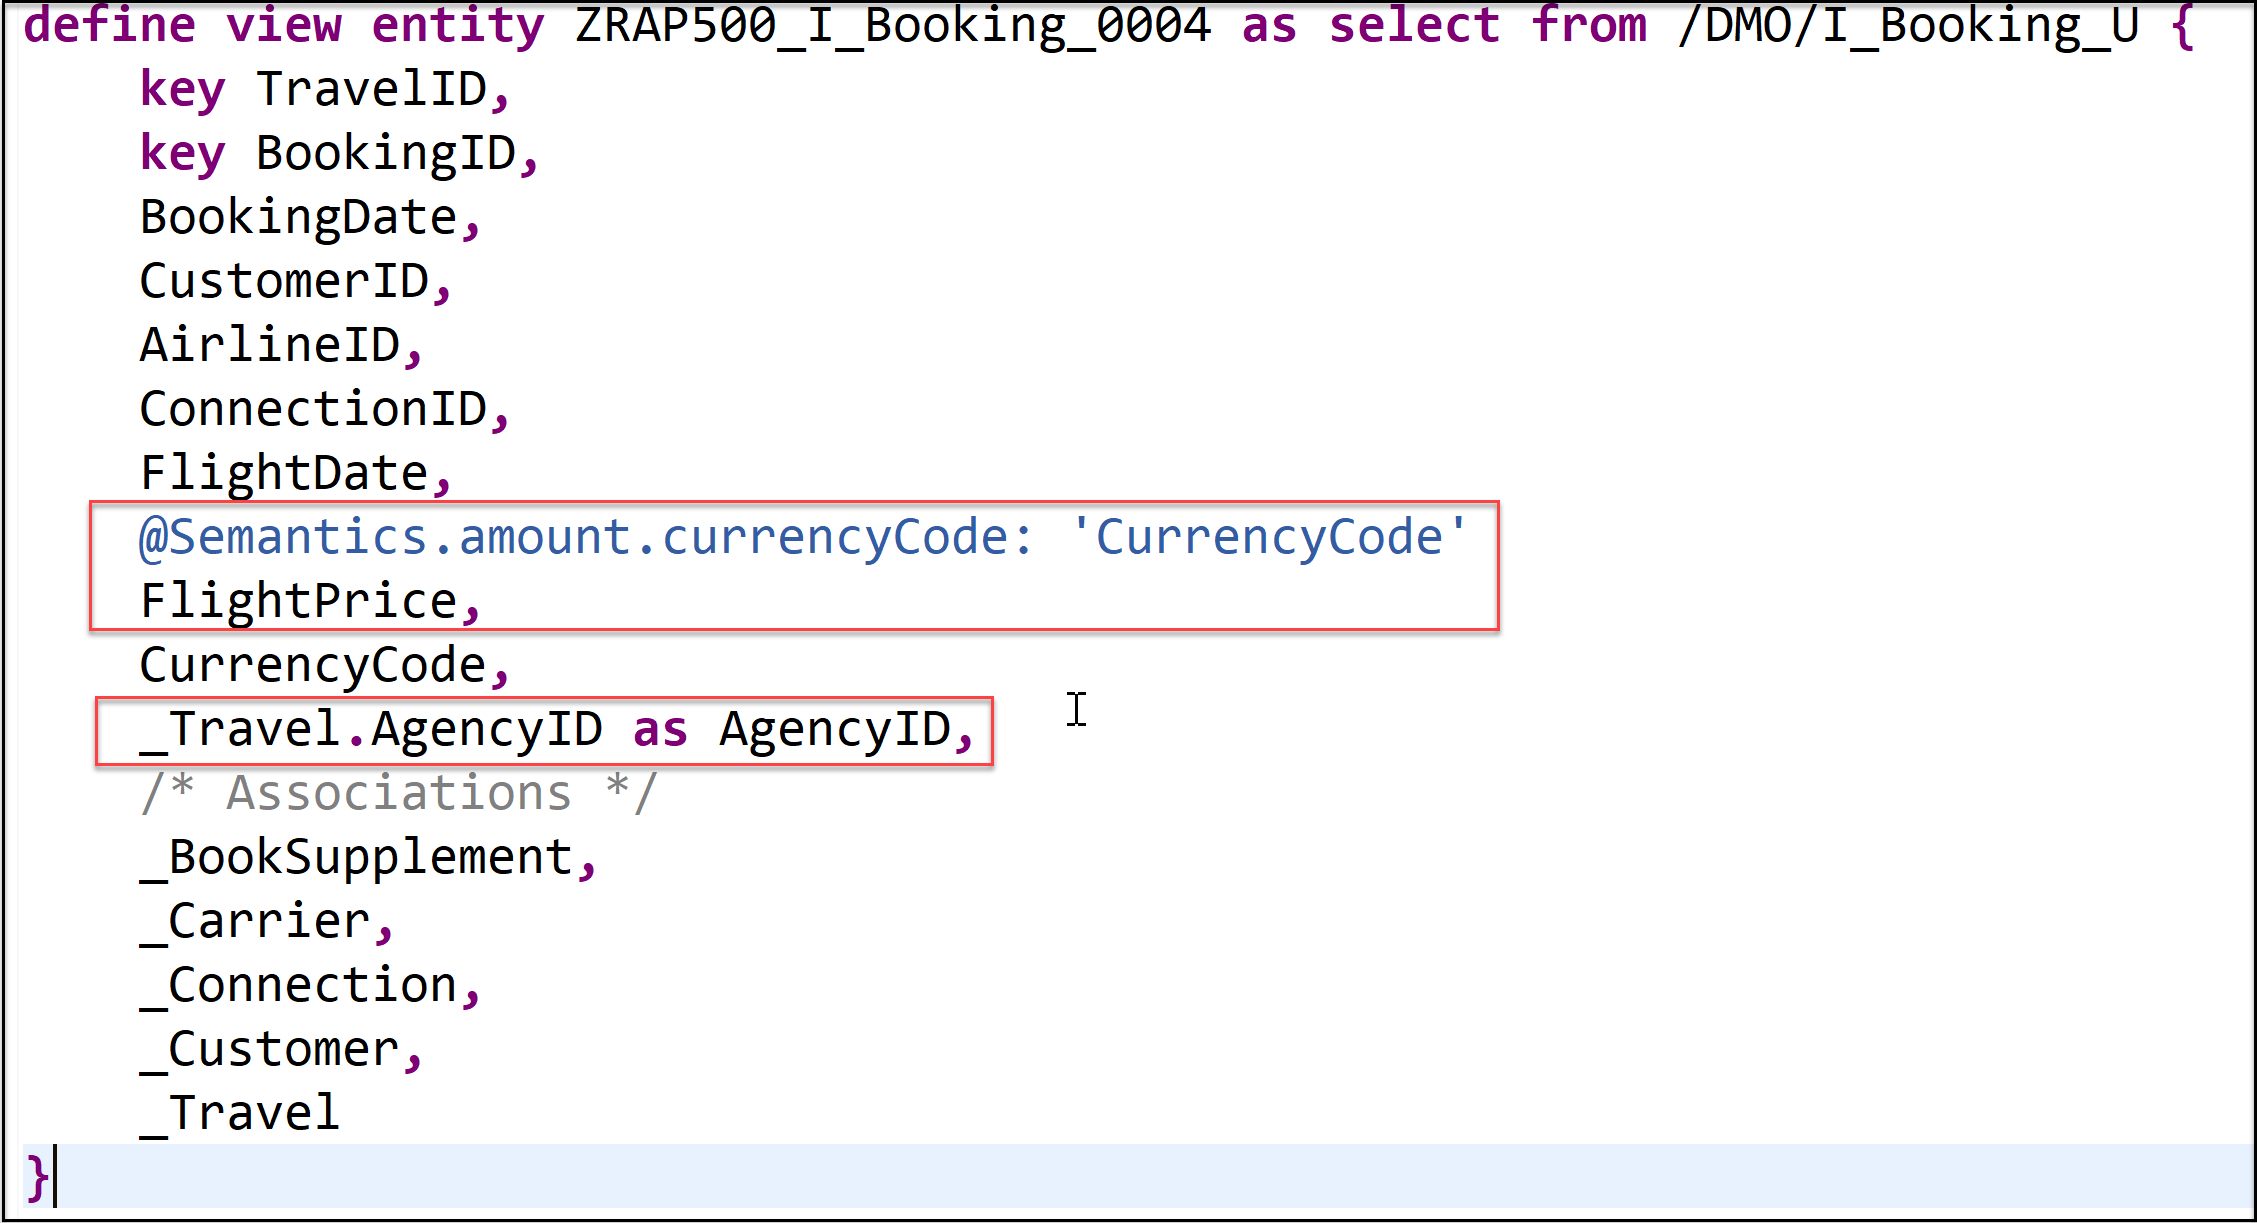 define view entity ZRAP500_I_Booking_0004 as select from /DMO/I_Booking_U {
key TravelID,
key BookingID,
BookingDate,
CustomerID,
AirlineID,
ConnectionID,
FlightDate,
@Semantics.amount.currencyCode: 'CurrencyCode'
FlightPrice,
CurrencyCode,
_Travel.AgencyID as AgencyID,
/* Associations */
_BookSupplement,
_Carrier,
_Connection,
_Customer,
_Travel
}